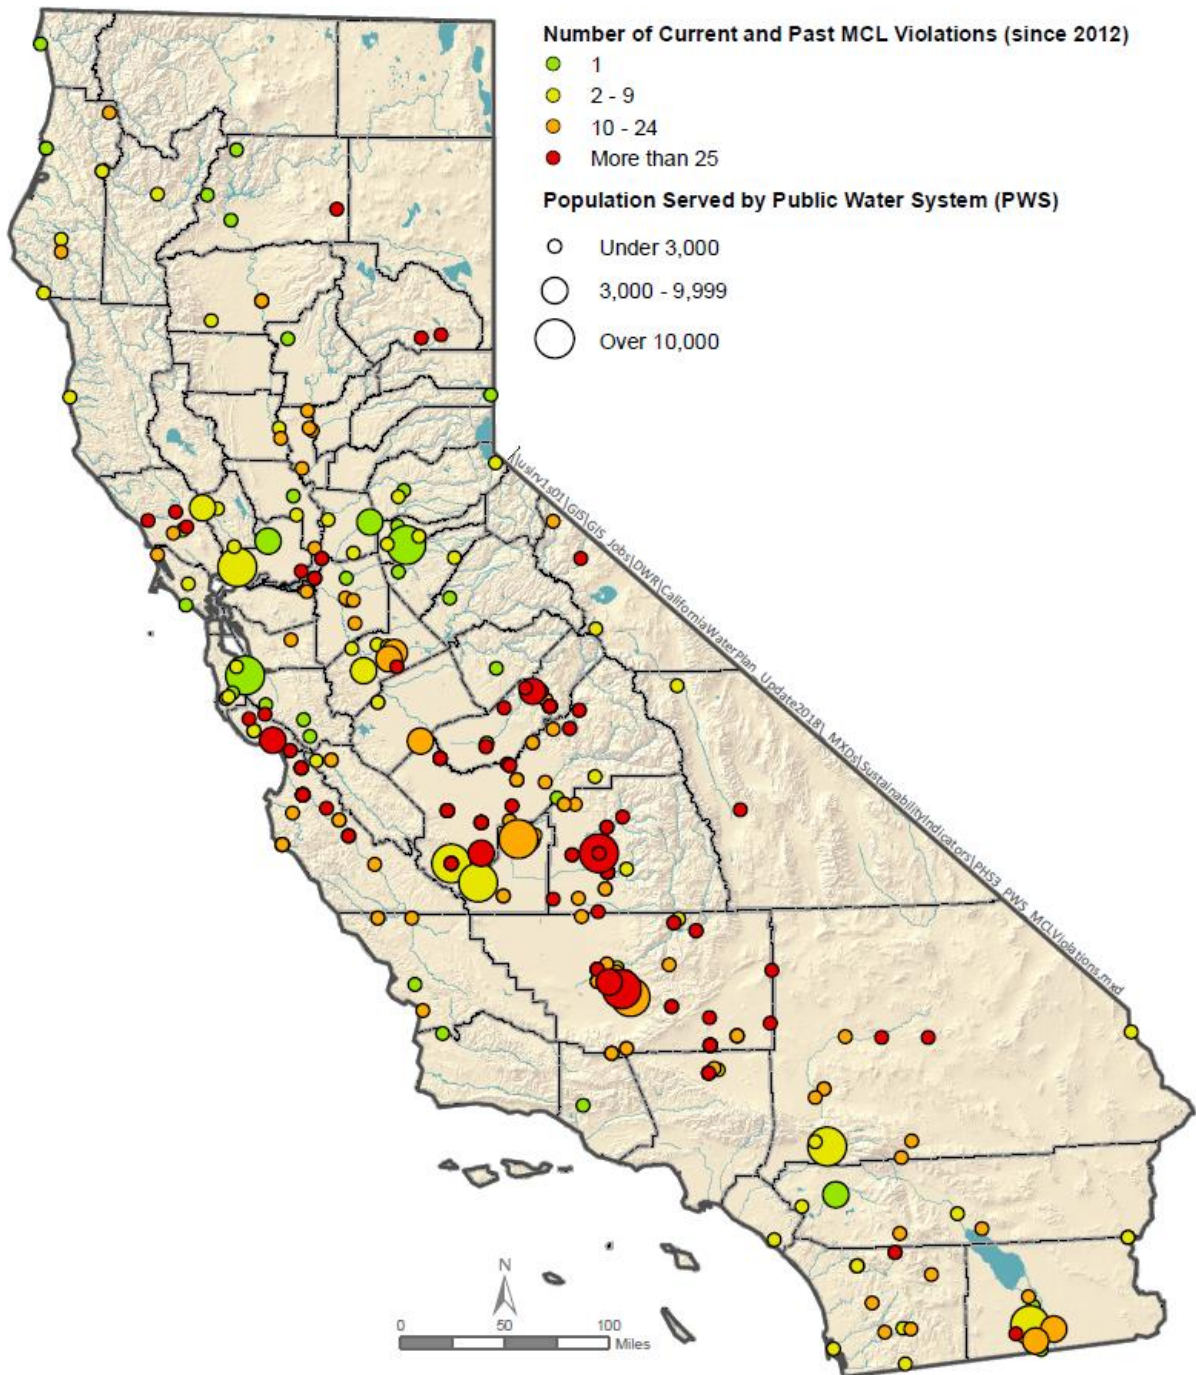 Number of Current and Past MCL Violations (since 2012)
1
2 - 9
10 - 24
More than 25
Population Served by Public Water System (PWS)
Under 3,000
3,000 - 9,999
Over 10,000
\\uslrv1s01\GIS\GIS_Jobs\DWR\CaliforniaWaterPlan_Update2018\_MXDs\SustainabilityIndicators\PHS3_PWS_MCLViolations.mxd
N
0 50 100
Miles